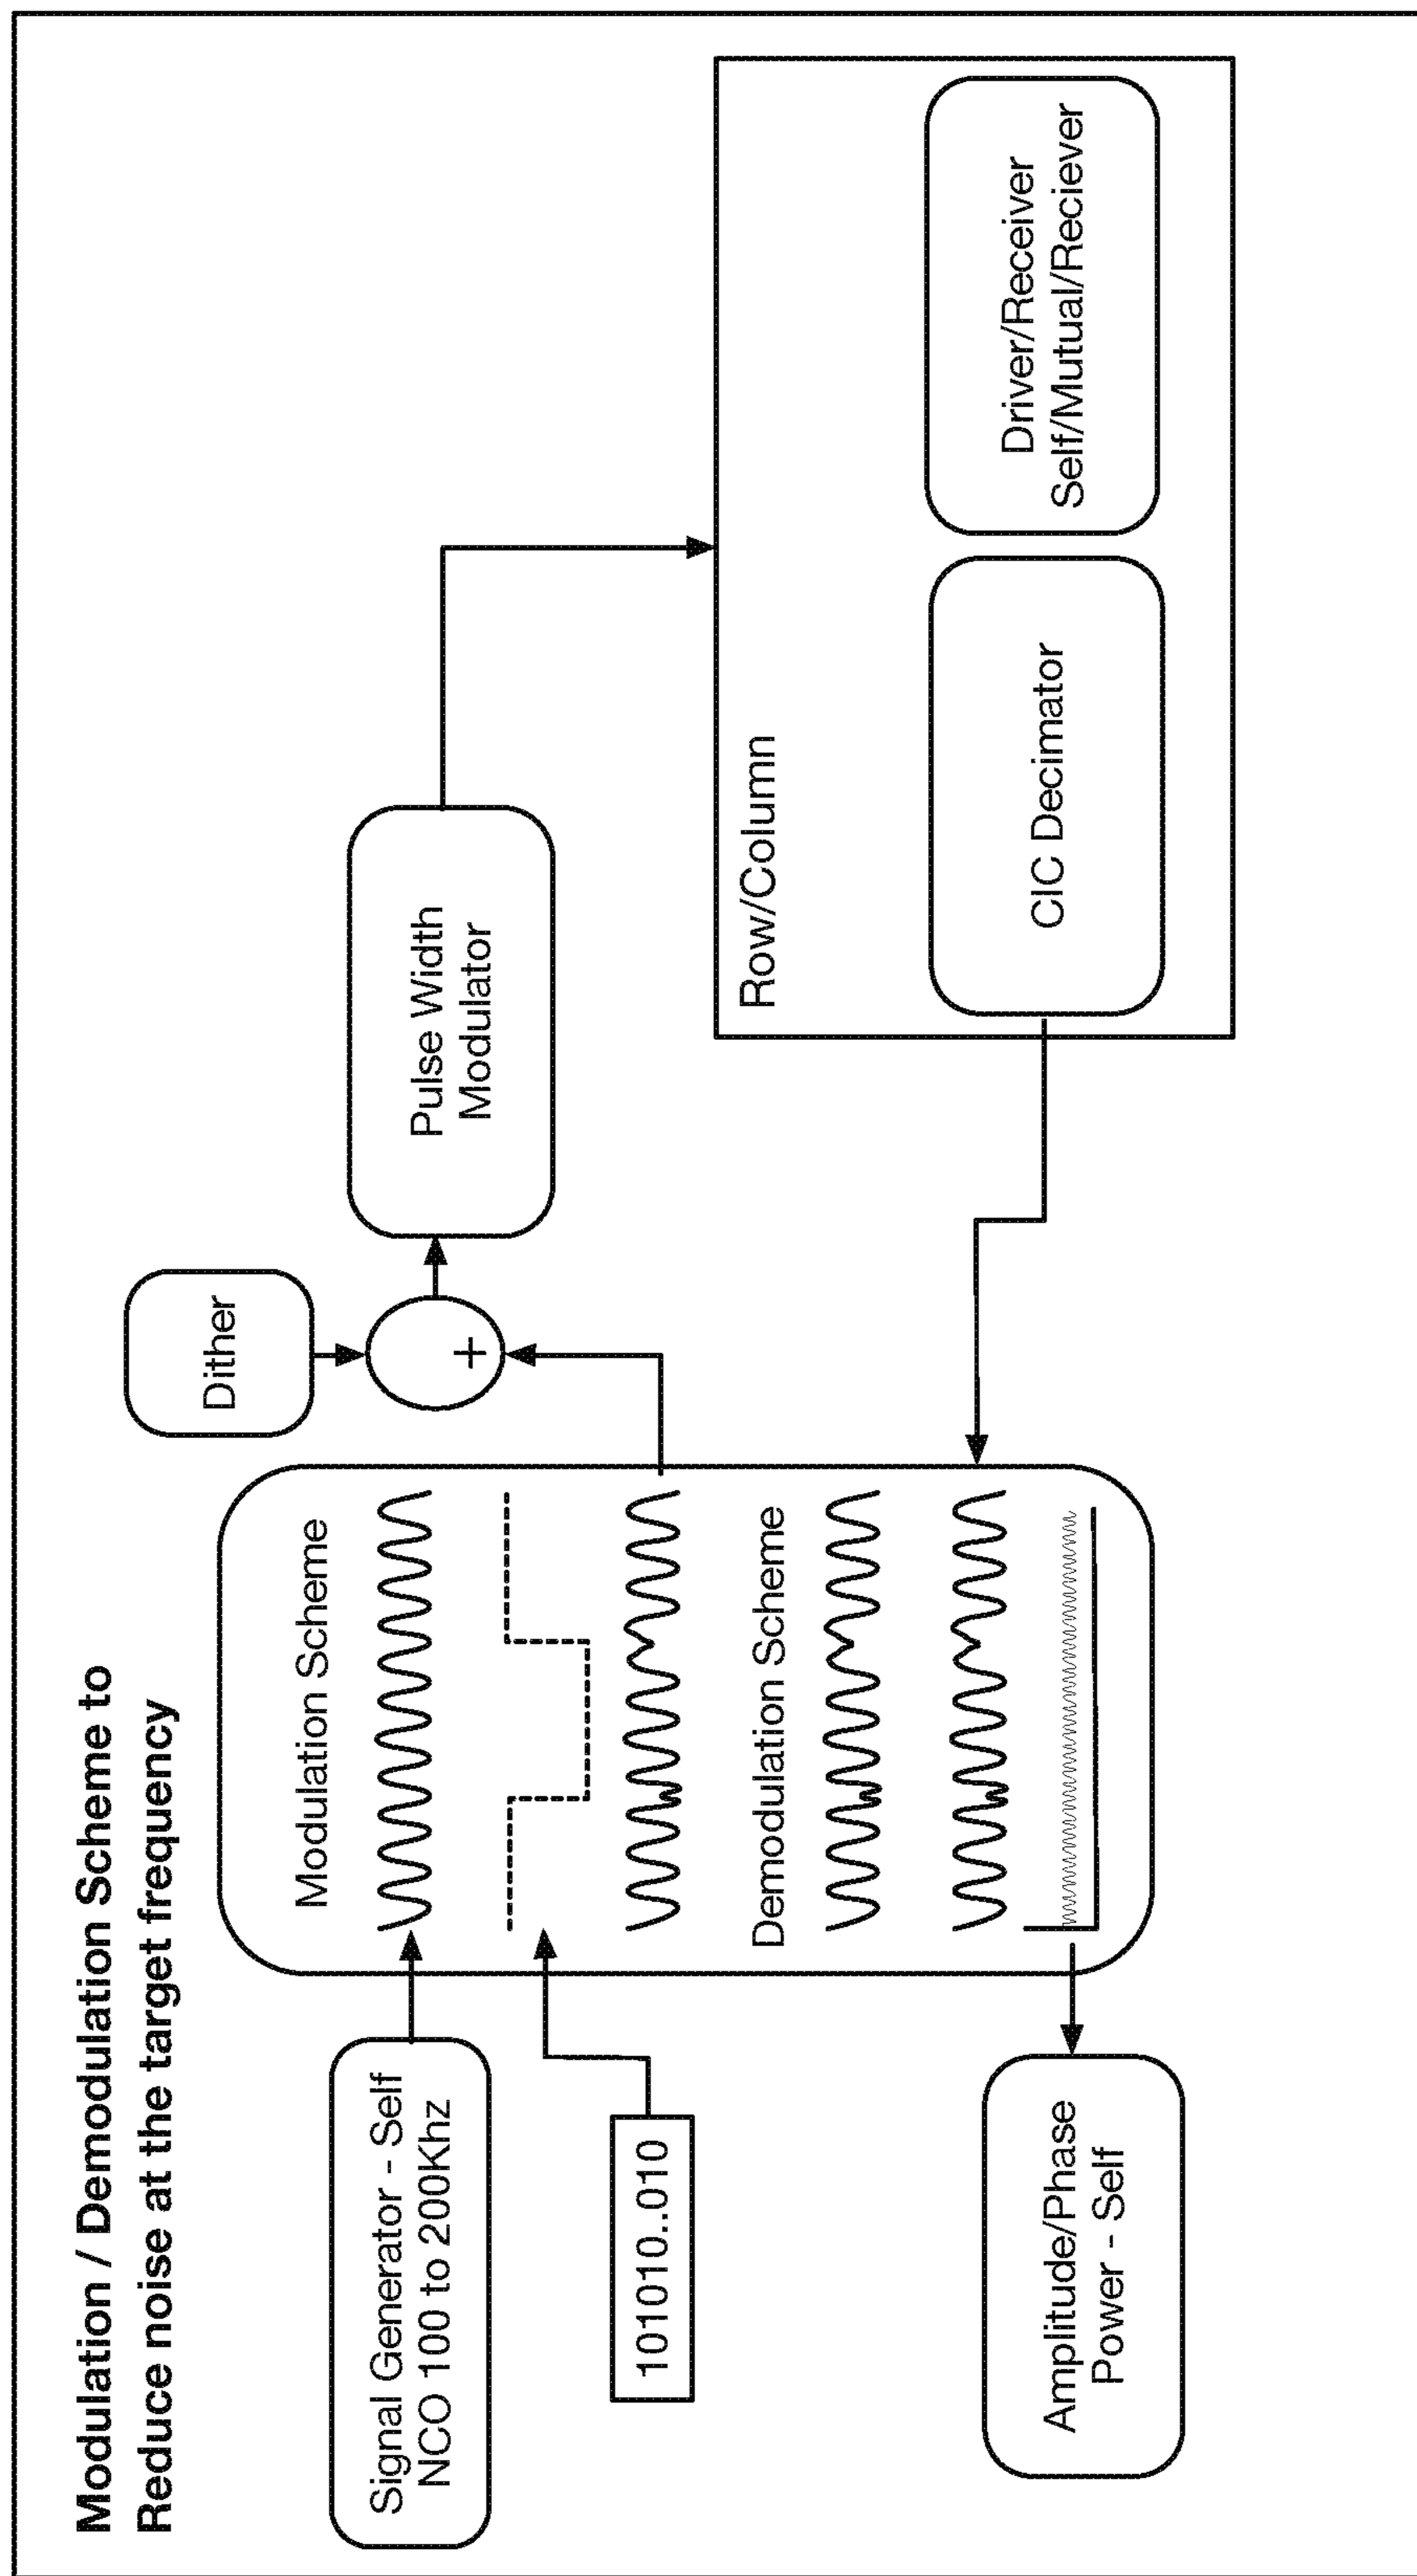 Modulation / Demodulation Scheme to
Reduce noise at the target frequency
Signal Generator - Self
NCO 100 to 200Khz
101010..010
Amplitude/Phase
Power - Self
Modulation Scheme
Demodulation Scheme
Dither
+
Pulse Width
Modulator
Row/Column
CIC Decimator
Driver/Receiver
Self/Mutual/Reciever